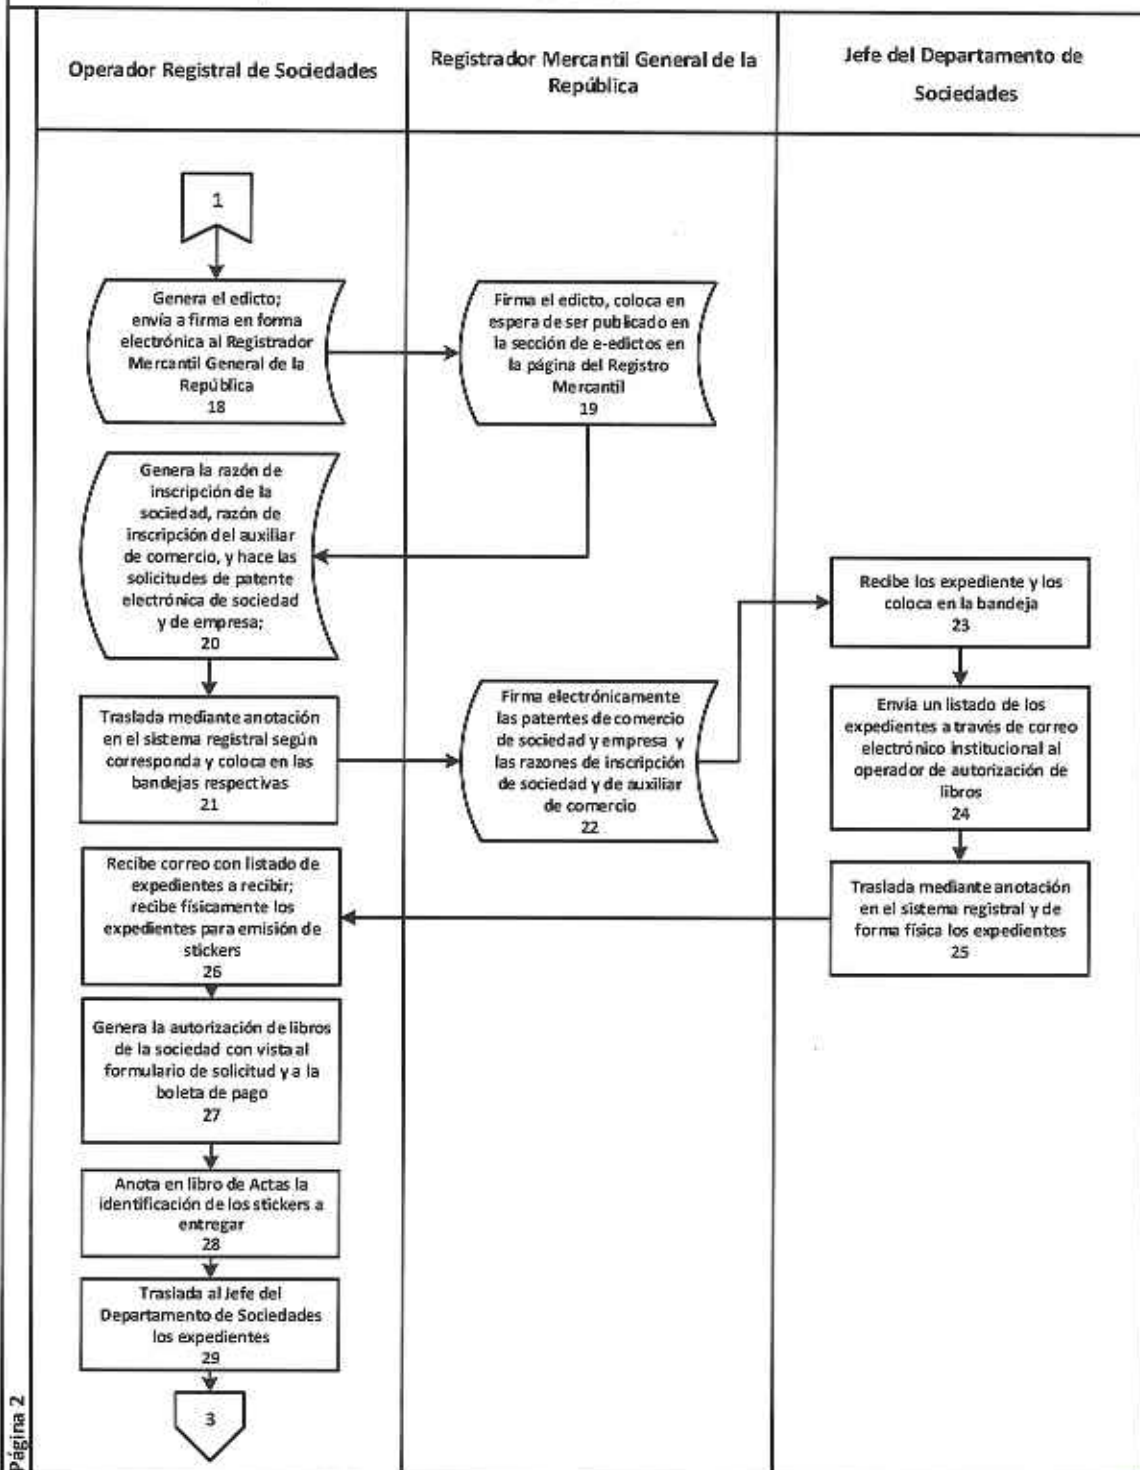 Operador Registral de Sociedades
Registrador Mercantil General de la
República
Jefe del Departamento de
Sociedades
1
Genera el edicto;
envía a firma en forma
electrónica al Registrador
Mercantil General de la
República
18
Firma el edicto, coloca en
espera de ser publicado en
la sección de e-edictos en
la página del Registro
Mercantil
19
Genera la razón de
inscripción de la
sociedad, razón de
inscripción del auxiliar
de comercio, y hace las
solicitudes de patente
electrónica de sociedad
y de empresa;
20
Traslada mediante anotación
en el sistema registral según
corresponda y coloca en las
bandejas respectivas
21
Firma electrónicamente
las patentes de comercio
de sociedad y empresa y
las razones de inscripción
de sociedad y de auxiliar
de comercio
22
Recibe los expediente y los
coloca en la bandeja
23
Envía un listado de los
expedientes a través de correo
electrónico institucional al
operador de autorización de
libros
24
Traslada mediante anotación
en el sistema registral y de
forma física los expedientes
25
Recibe correo con listado de
expedientes a recibir;
recibe físicamente los
expedientes para emisión de
stickers
26
Genera la autorización de libros
de la sociedad con vista al
formulario de solicitud y a la
boleta de pago
27
Anota en libro de Actas la
identificación de los stickers a
entregar
28
Traslada al Jefe del
Departamento de Sociedades
los expedientes
29
3
Página 2